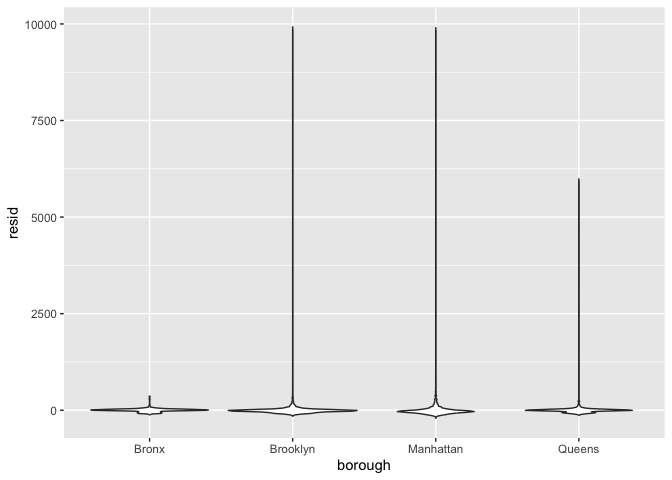 10000
7500
5000
2500
0
resid
Bronx
Brooklyn
Manhattan
Queens
borough